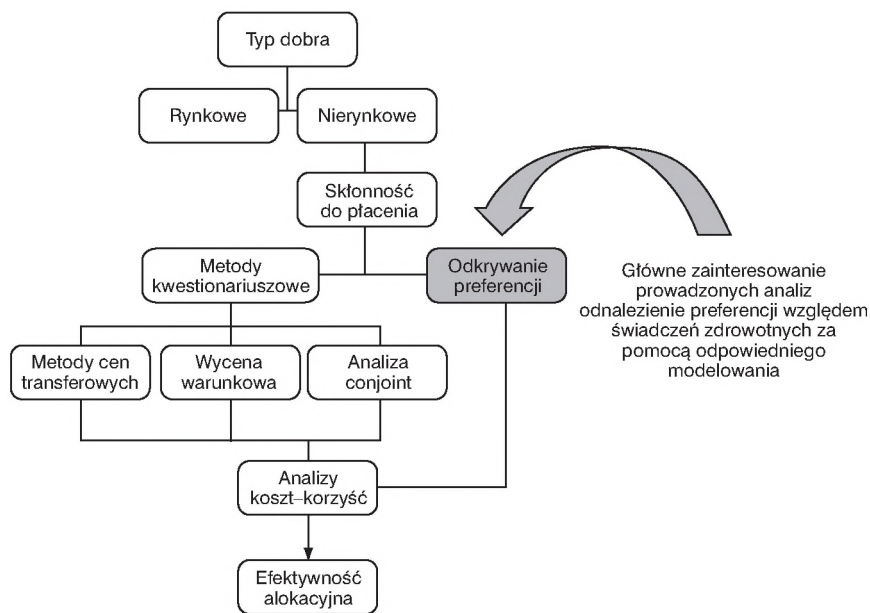 Typ dobra
Rynkowe
Nierynkowe
Skłonność
do płacenia
Metody
kwestionariuszowe
Odkrywanie
preferencji
Główne zainteresowanie
prowadzonych analiz
odnalezienie preferencji względem
świadczeń zdrowotnych za
pomocą odpowiedniego
modelowania
Metody cen
transferowych
Wycena
warunkowa
Analiza
conjoint
Analizy
koszt–korzyść
Efektywność
alokacyjna